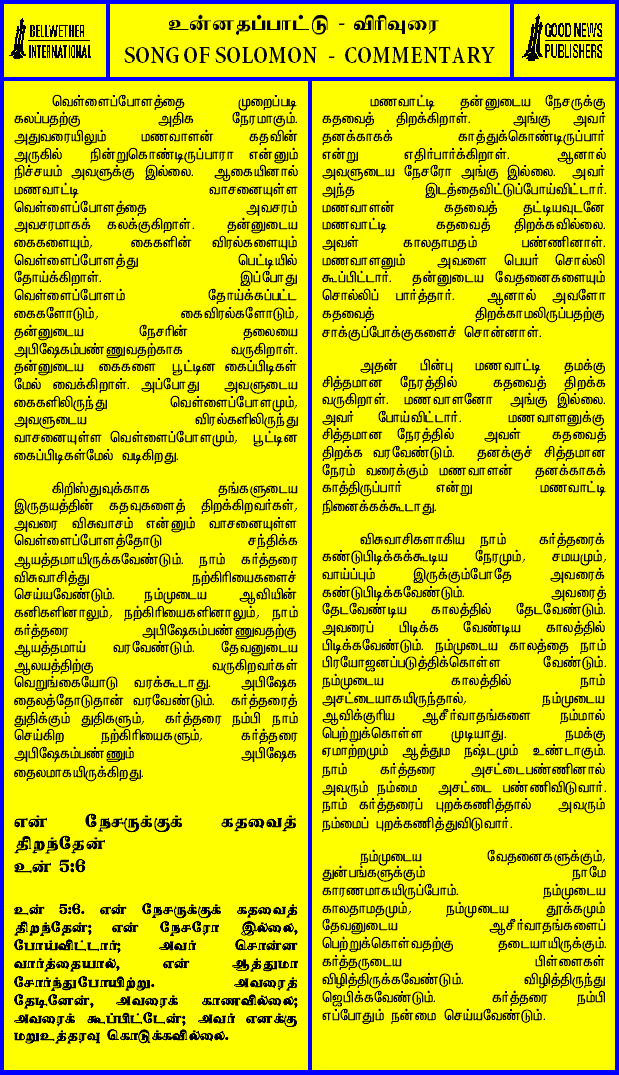 BELLWETHER
INTERNATIONAL
உன்னதப்பாட்டு - விரிவுரை
SONG OF SOLOMON - COMMENTARY
GOOD NEWS
PUBLISHERS
வெள்ளைப்போளத்தை முறைப்படி
கலப்பதற்கு அதிக நேரமாகும்.
அதுவரையிலும் மணவாளன் கதவின்
அருகில் நின்றுகொண்டிருப்பாரா என்னும்
நிச்சயம் அவளுக்கு இல்லை. ஆகையினால்
மணவாட்டி வாசனையுள்ள
வெள்ளைப்போளத்தை அவசரம்
அவசரமாகக் கலக்குகிறாள். தன்னுடைய
கைகளையும், கைகளின் விரல்களையும்
வெள்ளைப்போளத்து பெட்டியில்
தோய்க்கிறாள். இப்போது
வெள்ளைப்போளம் தோய்க்கப்பட்ட
கைகளோடும், கைவிரல்களோடும்,
தன்னுடைய நேசரின் தலையை
அபிஷேகம்பண்ணுவதற்காக வருகிறாள்.
தன்னுடைய கைகளை பூட்டின கைப்பிடிகள்
மேல் வைக்கிறாள். அப்போது அவளுடைய
கைகளிலிருந்து வெள்ளைப்போளமும்,
அவளுடைய விரல்களிலிருந்து
வாசனையுள்ள வெள்ளைப்போளமும், பூட்டின
கைப்பிடிகள்மேல் வடிகிறது.
கிறிஸ்துவுக்காக தங்களுடைய
இருதயத்தின் கதவுகளைத் திறக்கிறவர்கள்,
அவரை விசுவாசம் என்னும் வாசனையுள்ள
வெள்ளைப்போளத்தோடு சந்திக்க
ஆயத்தமாயிருக்கவேண்டும். நாம் கர்த்தரை
விசுவாசித்து நற்கிரியைகளைச்
செய்யவேண்டும். நம்முடைய ஆவியின்
கனிகளினாலும், நற்கிரியைகளினாலும், நாம்
கர்த்தரை அபிஷேகம்பண்ணுவதற்கு
ஆயத்தமாய் வரவேண்டும். தேவனுடைய
ஆலயத்திற்கு வருகிறவர்கள்
வெறுங்கையோடு வரக்கூடாது. அபிஷேக
தைலத்தோடுதான் வரவேண்டும். கர்த்தரைத்
துதிக்கும் துதிகளும், கர்த்தரை நம்பி நாம்
செய்கிற நற்கிரியைகளும், கர்த்தரை
அபிஷேகம்பண்ணும் அபிஷேக
தைலமாகயிருக்கிறது.
என் நேசருக்குக் கதவைத்
திறந்தேன்
உன் 5:6
உன் 5:6. என் நேசருக்குக் கதவைத்
திறந்தேன்; என் நேசரோ இல்லை,
போய்விட்டார்; அவர் சொன்ன
வார்த்தையால், என் ஆத்துமா
சோர்ந்துபோயிற்று. அவரைத்
தேடினேன், அவரைக் காணவில்லை;
அவரைக் கூப்பிட்டேன்; அவர் எனக்கு
மறுஉத்தரவு கொடுக்கவில்லை.
மணவாட்டி தன்னுடைய நேசருக்கு
கதவைத் திறக்கிறாள். அங்கு அவர்
தனக்காகக் காத்துக்கொண்டிருப்பார்
என்று எதிர்பார்க்கிறாள். ஆனால்
அவளுடைய நேசரோ அங்கு இல்லை. அவர்
அந்த இடத்தைவிட்டுப்போய்விட்டார்.
மணவாளன் கதவைத் தட்டியவுடனே
மணவாட்டி கதவைத் திறக்கவில்லை.
அவள் காலதாமதம் பண்ணினாள்.
மணவாளனும் அவளை பெயர் சொல்லி
கூப்பிட்டார். தன்னுடைய வேதனைகளையும்
சொல்லிப் பார்த்தார். ஆனால் அவளோ
கதவைத் திறக்காமலிருப்பதற்கு
சாக்குப்போக்குகளைச் சொன்னாள்.
அதன் பின்பு மணவாட்டி தமக்கு
சித்தமான நேரத்தில் கதவைத் திறக்க
வருகிறாள். மணவாளனோ அங்கு இல்லை.
அவர் போய்விட்டார். மணவாளனுக்கு
சித்தமான நேரத்தில் அவள் கதவைத்
திறக்க வரவேண்டும். தனக்குச் சித்தமான
நேரம் வரைக்கும் மணவாளன் தனக்காகக்
காத்திருப்பார் என்று மணவாட்டி
நினைக்கக்கூடாது.
விசுவாசிகளாகிய நாம் கர்த்தரைக்
கண்டுபிடிக்கக்கூடிய நேரமும், சமயமும்,
வாய்ப்பும் இருக்கும்போதே அவரைக்
கண்டுபிடிக்கவேண்டும். அவரைத்
தேடவேண்டிய காலத்தில் தேடவேண்டும்.
அவரைப் பிடிக்க வேண்டிய காலத்தில்
பிடிக்கவேண்டும். நம்முடைய காலத்தை நாம்
பிரயோஜனப்படுத்திக்கொள்ள வேண்டும்.
நம்முடைய காலத்தில் நாம்
அசட்டையாகயிருந்தால், நம்முடைய
ஆவிக்குரிய ஆசீர்வாதங்களை நம்மால்
பெற்றுக்கொள்ள முடியாது. நமக்கு
ஏமாற்றமும் ஆத்தும நஷ்டமும் உண்டாகும்.
நாம் கர்த்தரை அசட்டைபண்ணினால்
அவரும் நம்மை அசட்டை பண்ணிவிடுவார்.
நாம் கர்த்தரைப் புறக்கணித்தால் அவரும்
நம்மைப் புறக்கணித்துவிடுவார்.
நம்முடைய வேதனைகளுக்கும்,
துன்பங்களுக்கும் நாமே
காரணமாகயிருப்போம். நம்முடைய
காலதாமதமும், நம்முடைய தூக்கமும்
தேவனுடைய ஆசீர்வாதங்களைப்
பெற்றுக்கொள்வதற்கு தடையாயிருக்கும்.
கர்த்தருடைய பிள்ளைகள்
விழித்திருக்கவேண்டும். விழித்திருந்து
ஜெபிக்கவேண்டும். கர்த்தரை நம்பி
எப்போதும் நன்மை செய்யவேண்டும்.